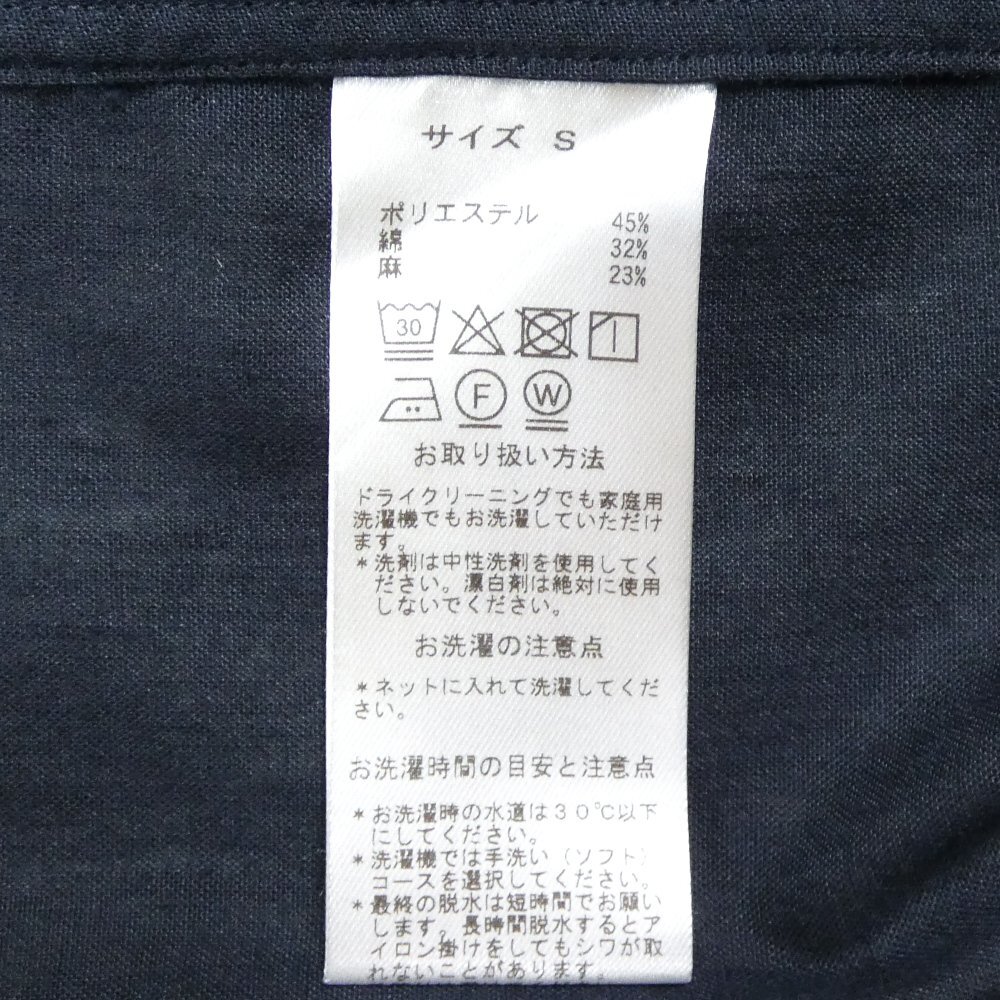 サイズ S
ポリエステル 45%
綿 32%
麻 23%
30
F W
お取り扱い方法
ドライクリーニングでも家庭用
洗濯機でもお洗濯していただけ
ます。
*洗剤は中性洗剤を使用してく
ださい。漂白剤は絶対に使用
しないでください。
お洗濯の注意点
*ネットに入れて洗濯してくだ
さい。
お洗濯時間の目安と注意点
*お洗濯時の水道は30℃以下
にしてください。
*洗濯機では手洗い(ソフト)
コースを選択してください。
*最終の脱水は短時間でお願い
します。長時間脱水するとア
イロン掛けをしてもシワが取
れないことがあります。